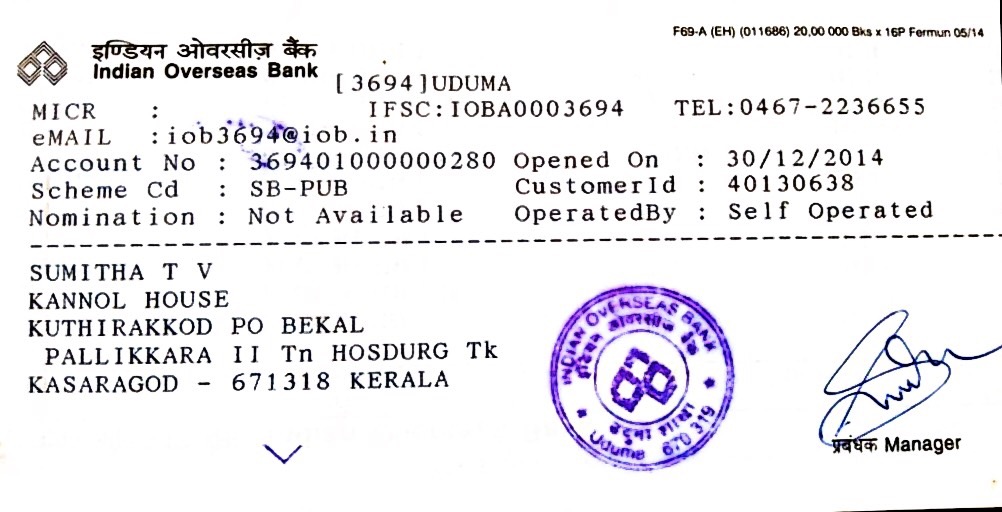 F69-A (EH) (011686) 20,00 000 Bks x 16P Fermun 05/14
इण्डियन ओवरसीज़ बैंक
Indian Overseas Bank
[3694]UDUMA
MICR : IFSC:IOBA0003694 TEL:0467-2236655
eMAIL :iob3694@iob.in
Account No : 369401000000280 Opened On : 30/12/2014
Scheme Cd : SB-PUB CustomerId : 40130638
Nomination : Not Available OperatedBy : Self Operated
SUMITHA T V
KANNOL HOUSE
KUTHIRAKKOD PO BEKAL
PALLIKKARA II Tn HOSDURG Tk
KASARAGOD - 671318 KERALA
INDIAN OVERSEAS BANK
इंडियन ओवरसीज़ बैंक
उदुमा शाखा
Uduma 670 319
प्रबंधक Manager